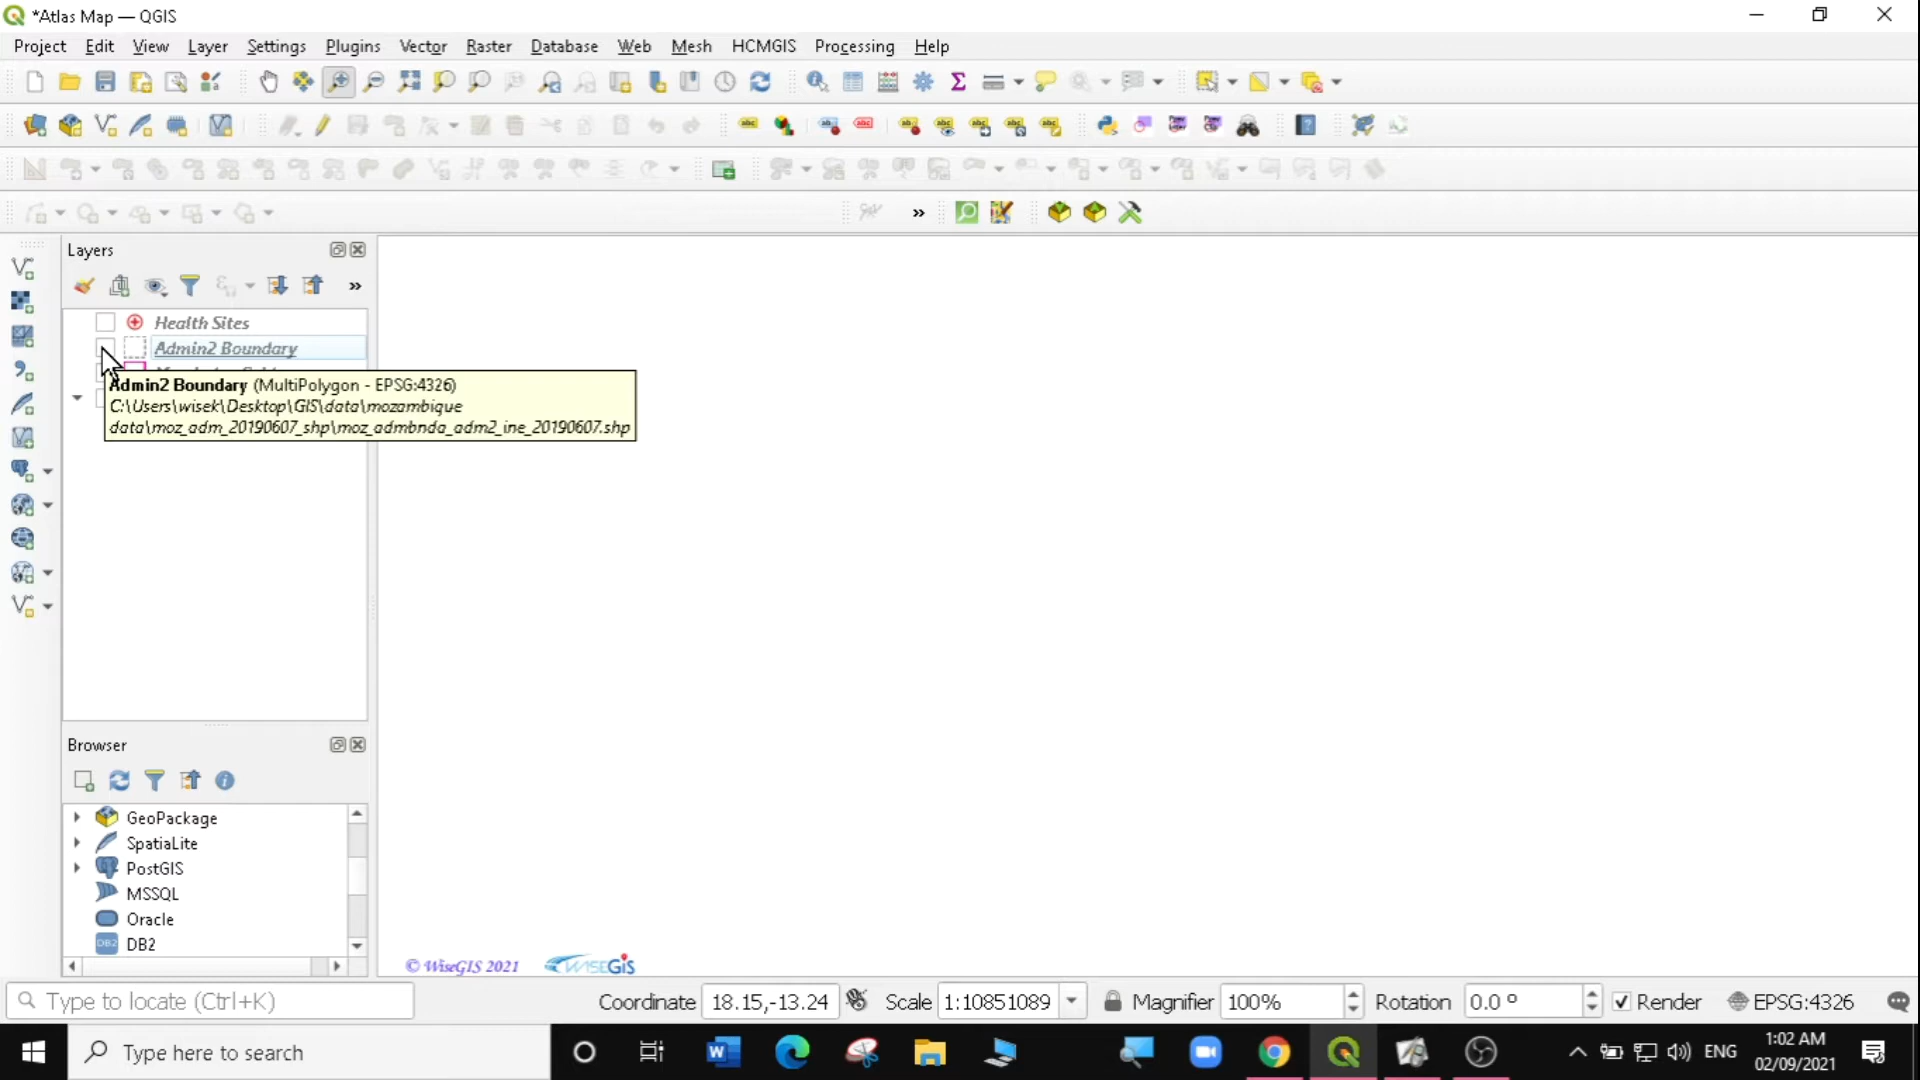 *Atlas Map — QGIS
Project Edit View Layer Settings Plugins Vector Raster Database Web Mesh HCMGIS Processing Help
Layers
»
»
Health Sites
Admin2 Boundary
Admin2 Boundary (MultiPolygon - EPSG:4326)
C:\Users\wisek\Desktop\GIS\data\mozambique
data\moz_adm_20190607_shp\moz_admbnda_adm2_ine_20190607.shp
Browser
GeoPackage
SpatiaLite
PostGIS
MSSQL
Oracle
DB2
© WiseGIS 2021 WISEGIS
Type to locate (Ctrl+K) Coordinate 18.15,-13.24 Scale 1:10851089 Magnifier 100% Rotation 0.0 ° Render EPSG:4326
Type here to search ENG 1:02 AM
02/09/2021